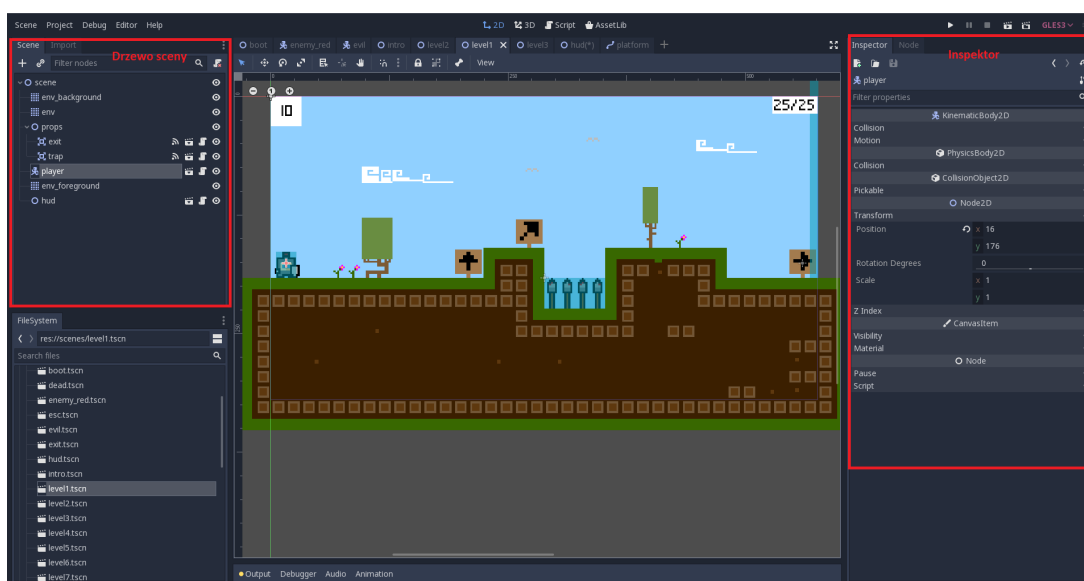 Scene Project Debug Editor Help
2D 3D Script AssetLib
GLES3
Scene Import
Drzewo sceny
Filter nodes
scene
env_background
env
props
exit
trap
player
env_foreground
hud
FileSystem
res://scenes/level1.tscn
Search files
boot.tscn
dead.tscn
enemy_red.tscn
esc.tscn
evil.tscn
exit.tscn
hud.tscn
intro.tscn
level1.tscn
level2.tscn
level3.tscn
level4.tscn
level5.tscn
level6.tscn
level7.tscn
boot enemy_red evil intro level2 level1 level3 hud(*) platform
View
250
500
10
25/25
250
Output Debugger Audio Animation
Inspector Node
Inspektor
player
Filter properties
KinematicBody2D
Collision
Motion
PhysicsBody2D
Collision
CollisionObject2D
Pickable
Node2D
Transform
Position x 16
y 176
Rotation Degrees 0
Scale x 1
y 1
Z Index
CanvasItem
Visibility
Material
Node
Pause
Script